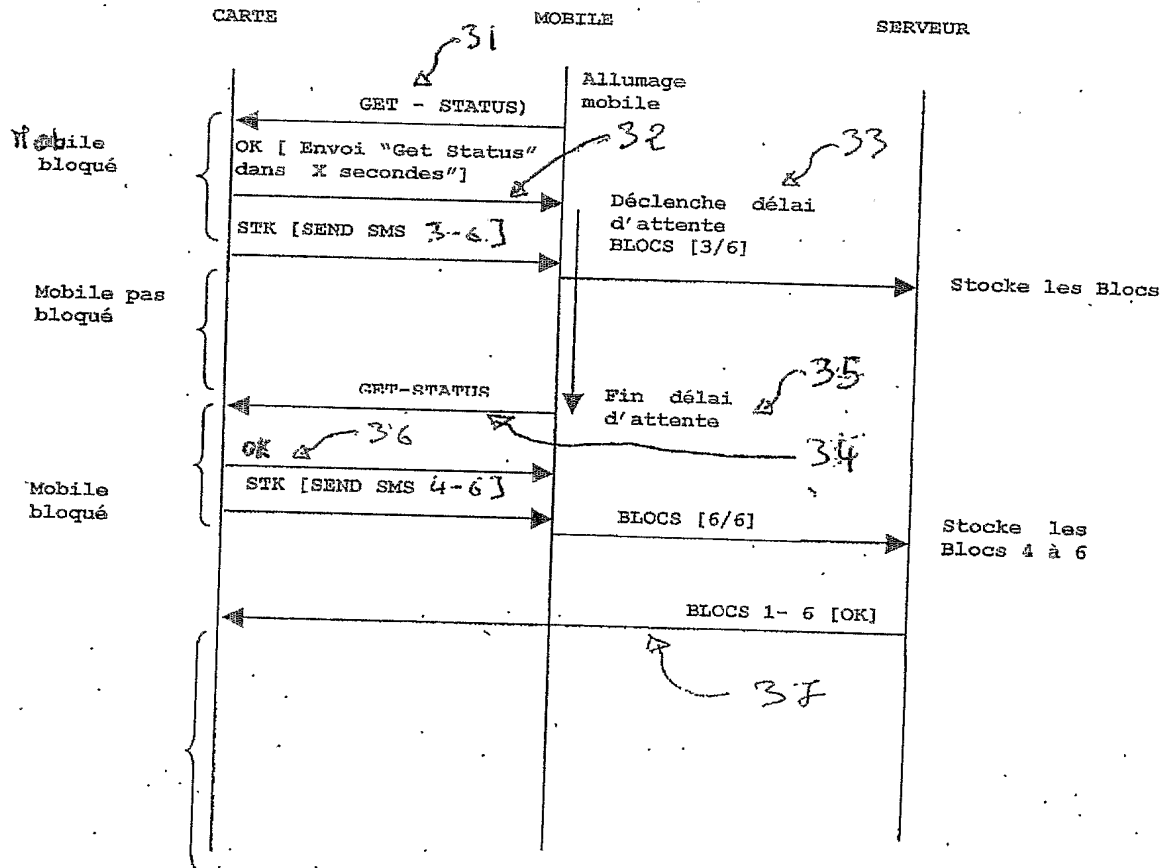 CARTE
MOBILE
SERVEUR
31
Allumage
mobile
GET - STATUS)
Mobile
bloqué
OK [ Envoi "Get Status"
dans X secondes"]
32
33
Déclenche délai
d'attente
BLOCS [3/6]
STK [SEND SMS 3-6]
Stocke les Blocs
Mobile pas
bloqué
35
GET-STATUS
Fin délai
d'attente
36
34
OK
STK [SEND SMS 4-6]
Mobile
bloqué
BLOCS [6/6]
Stocke les
Blocs 4 à 6
BLOCS 1- 6 [OK]
37